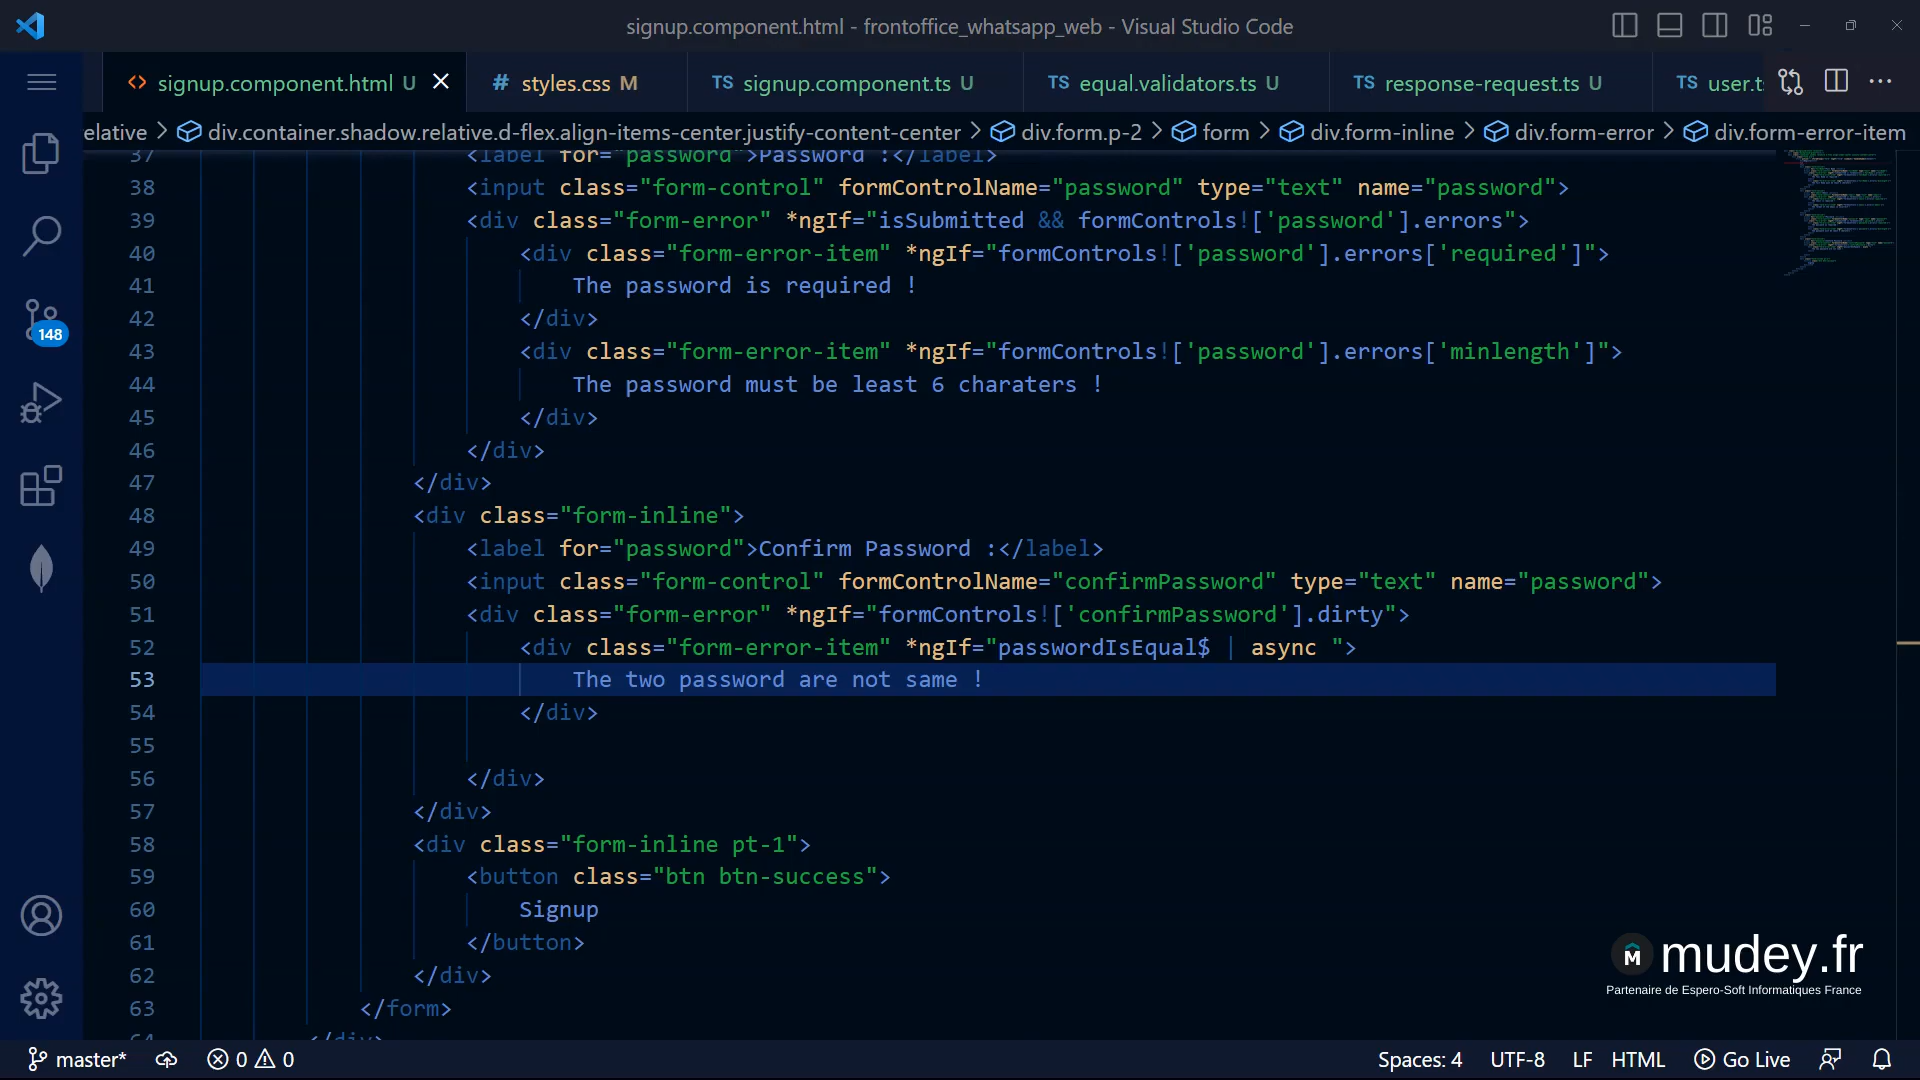 signup.component.html - frontoffice_whatsapp_web - Visual Studio Code
<> signup.component.html U # styles.css M TS signup.component.ts U TS equal.validators.ts U TS response-request.ts U TS user.ts
elative > div.container.shadow.relative.d-flex.align-items-center.justify-content-center > div.form.p-2 > form > div.form-inline > div.form-error > div.form-error-item
37 <label for="password">Password :</label>
38 <input class="form-control" formControlName="password" type="text" name="password">
39 <div class="form-error" *ngIf="isSubmitted && formControls!['password'].errors">
40 <div class="form-error-item" *ngIf="formControls!['password'].errors['required']">
41 The password is required !
42 </div>
43 <div class="form-error-item" *ngIf="formControls!['password'].errors['minlength']">
44 The password must be least 6 charaters !
45 </div>
46 </div>
47 </div>
48 <div class="form-inline">
49 <label for="password">Confirm Password :</label>
50 <input class="form-control" formControlName="confirmPassword" type="text" name="password">
51 <div class="form-error" *ngIf="formControls!['confirmPassword'].dirty">
52 <div class="form-error-item" *ngIf="passwordIsEqual$ | async ">
53 The two password are not same !
54 </div>
55
56 </div>
57 </div>
58 <div class="form-inline pt-1">
59 <button class="btn btn-success">
60 Signup
61 </button>
62 </div>
63 </form>
64 </div>
148
M mudey.fr
Partenaire de Espero-Soft Informatiques France
master* 0 0 Spaces: 4 UTF-8 LF HTML Go Live